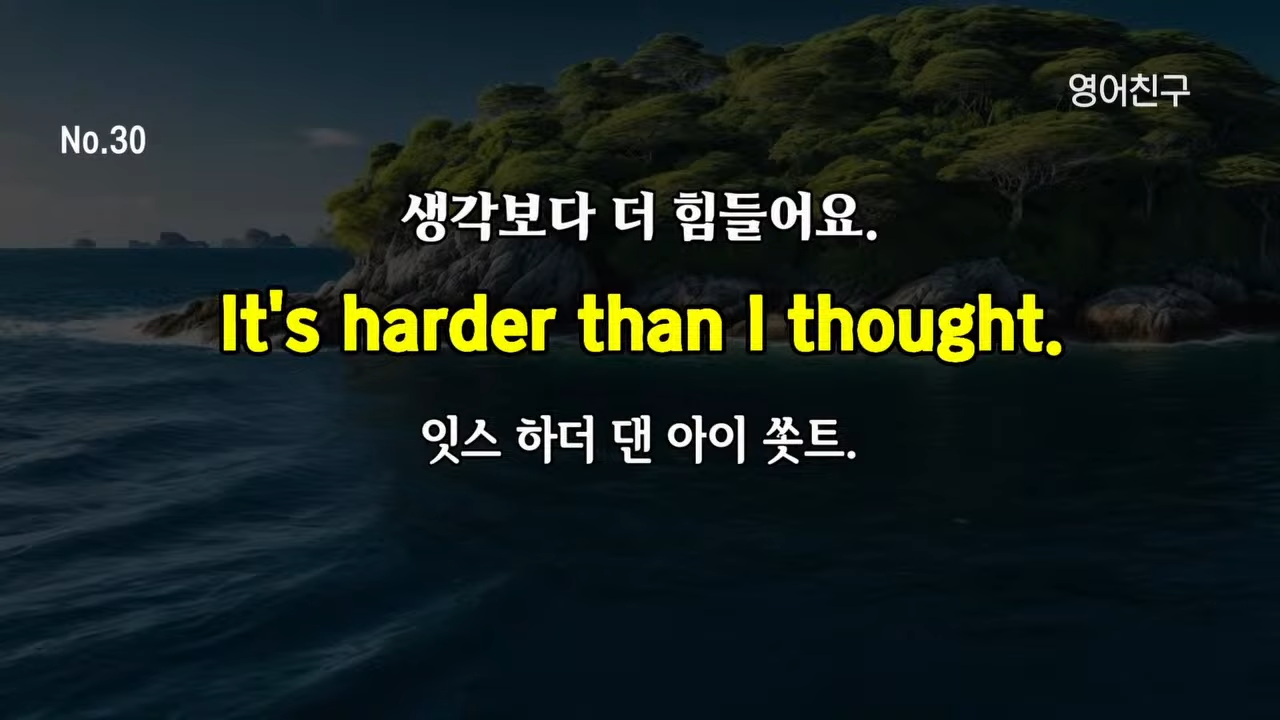 영어친구
No.30
생각보다 더 힘들어요.
It's harder than I thought.
잇스 하더 댄 아이 쏫트.